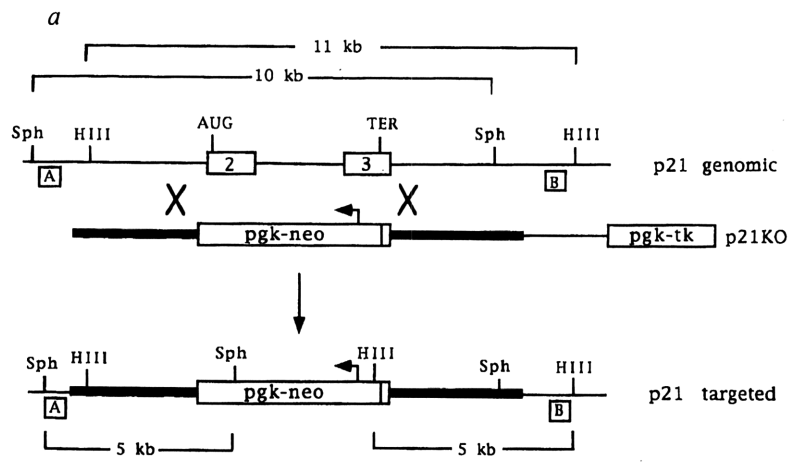 a
11 kb
10 kb
Sph HIII AUG TER Sph HIII
2 3 p21 genomic
A B
pgk-neo pgk-tk p21KO
Sph HIII Sph HIII Sph HIII
pgk-neo p21 targeted
A B
5 kb 5 kb